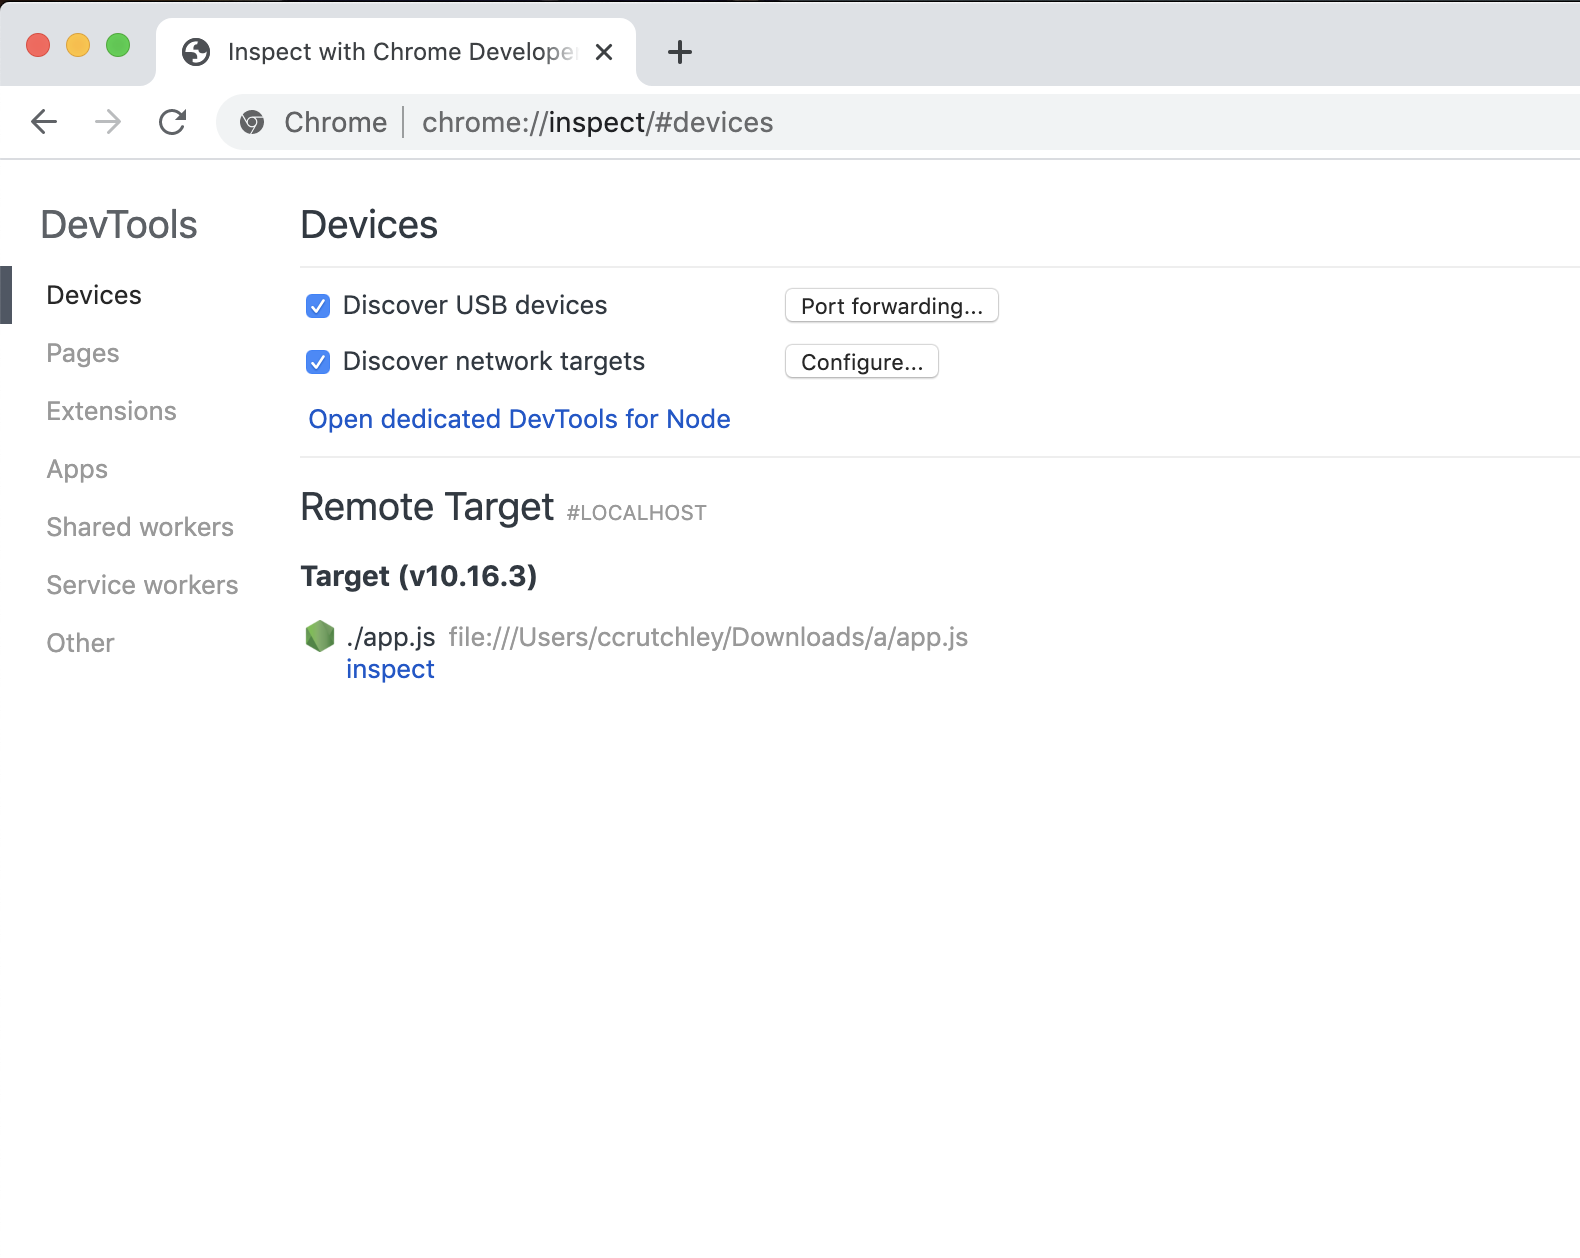 Inspect with Chrome Develope
Chrome chrome://inspect/#devices
DevTools
Devices
Pages
Extensions
Apps
Shared workers
Service workers
Other
Devices
Discover USB devices Port forwarding...
Discover network targets Configure...
Open dedicated DevTools for Node
Remote Target #LOCALHOST
Target (v10.16.3)
./app.js file:///Users/ccrutchley/Downloads/a/app.js
inspect